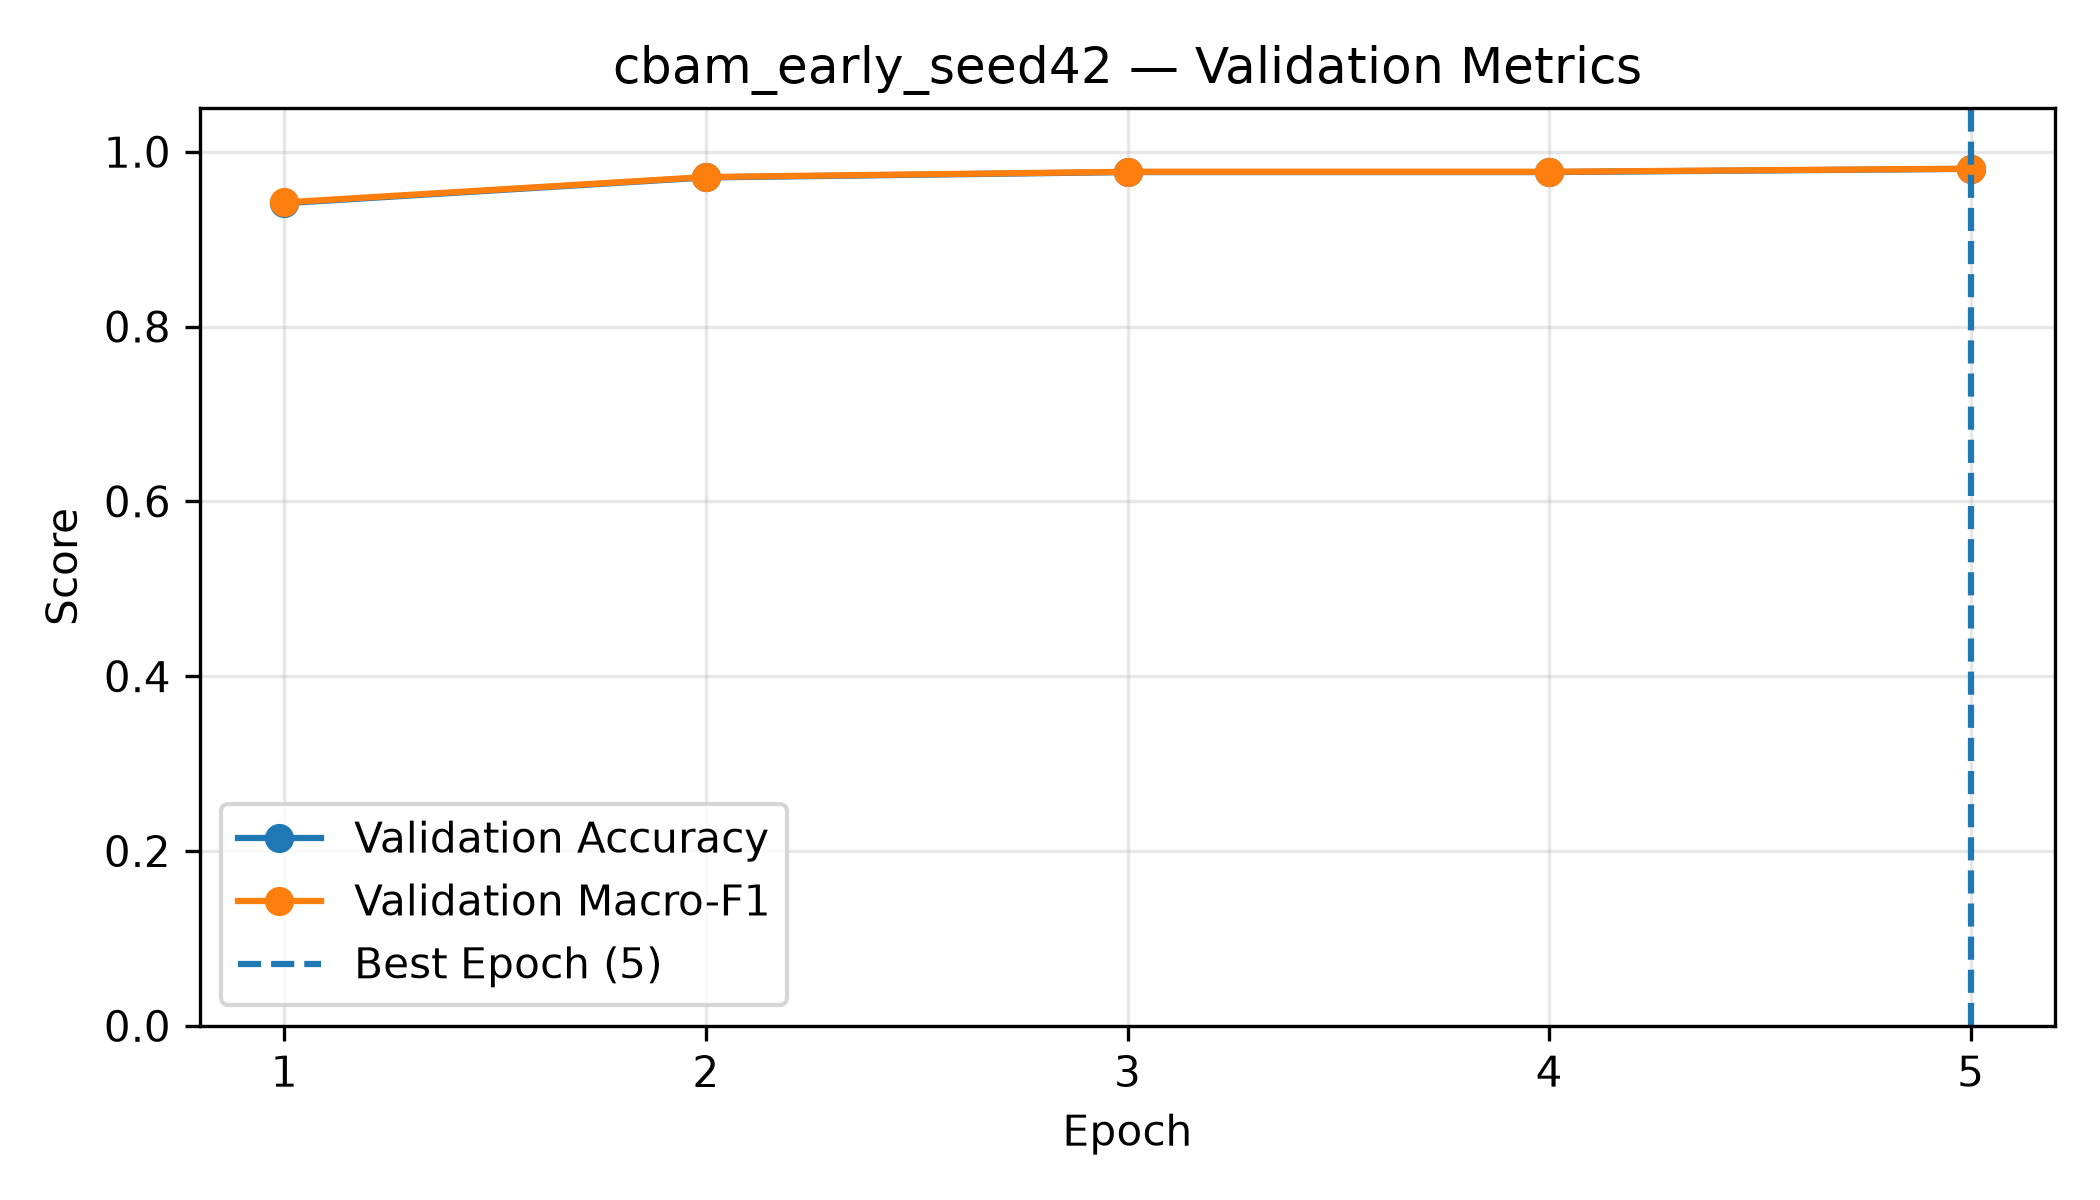 cbam_early_seed42 — Validation Metrics
1.0
0.8
0.6
0.4
0.2
0.0
Score
Validation Accuracy
Validation Macro-F1
Best Epoch (5)
1 2 3 4 5
Epoch